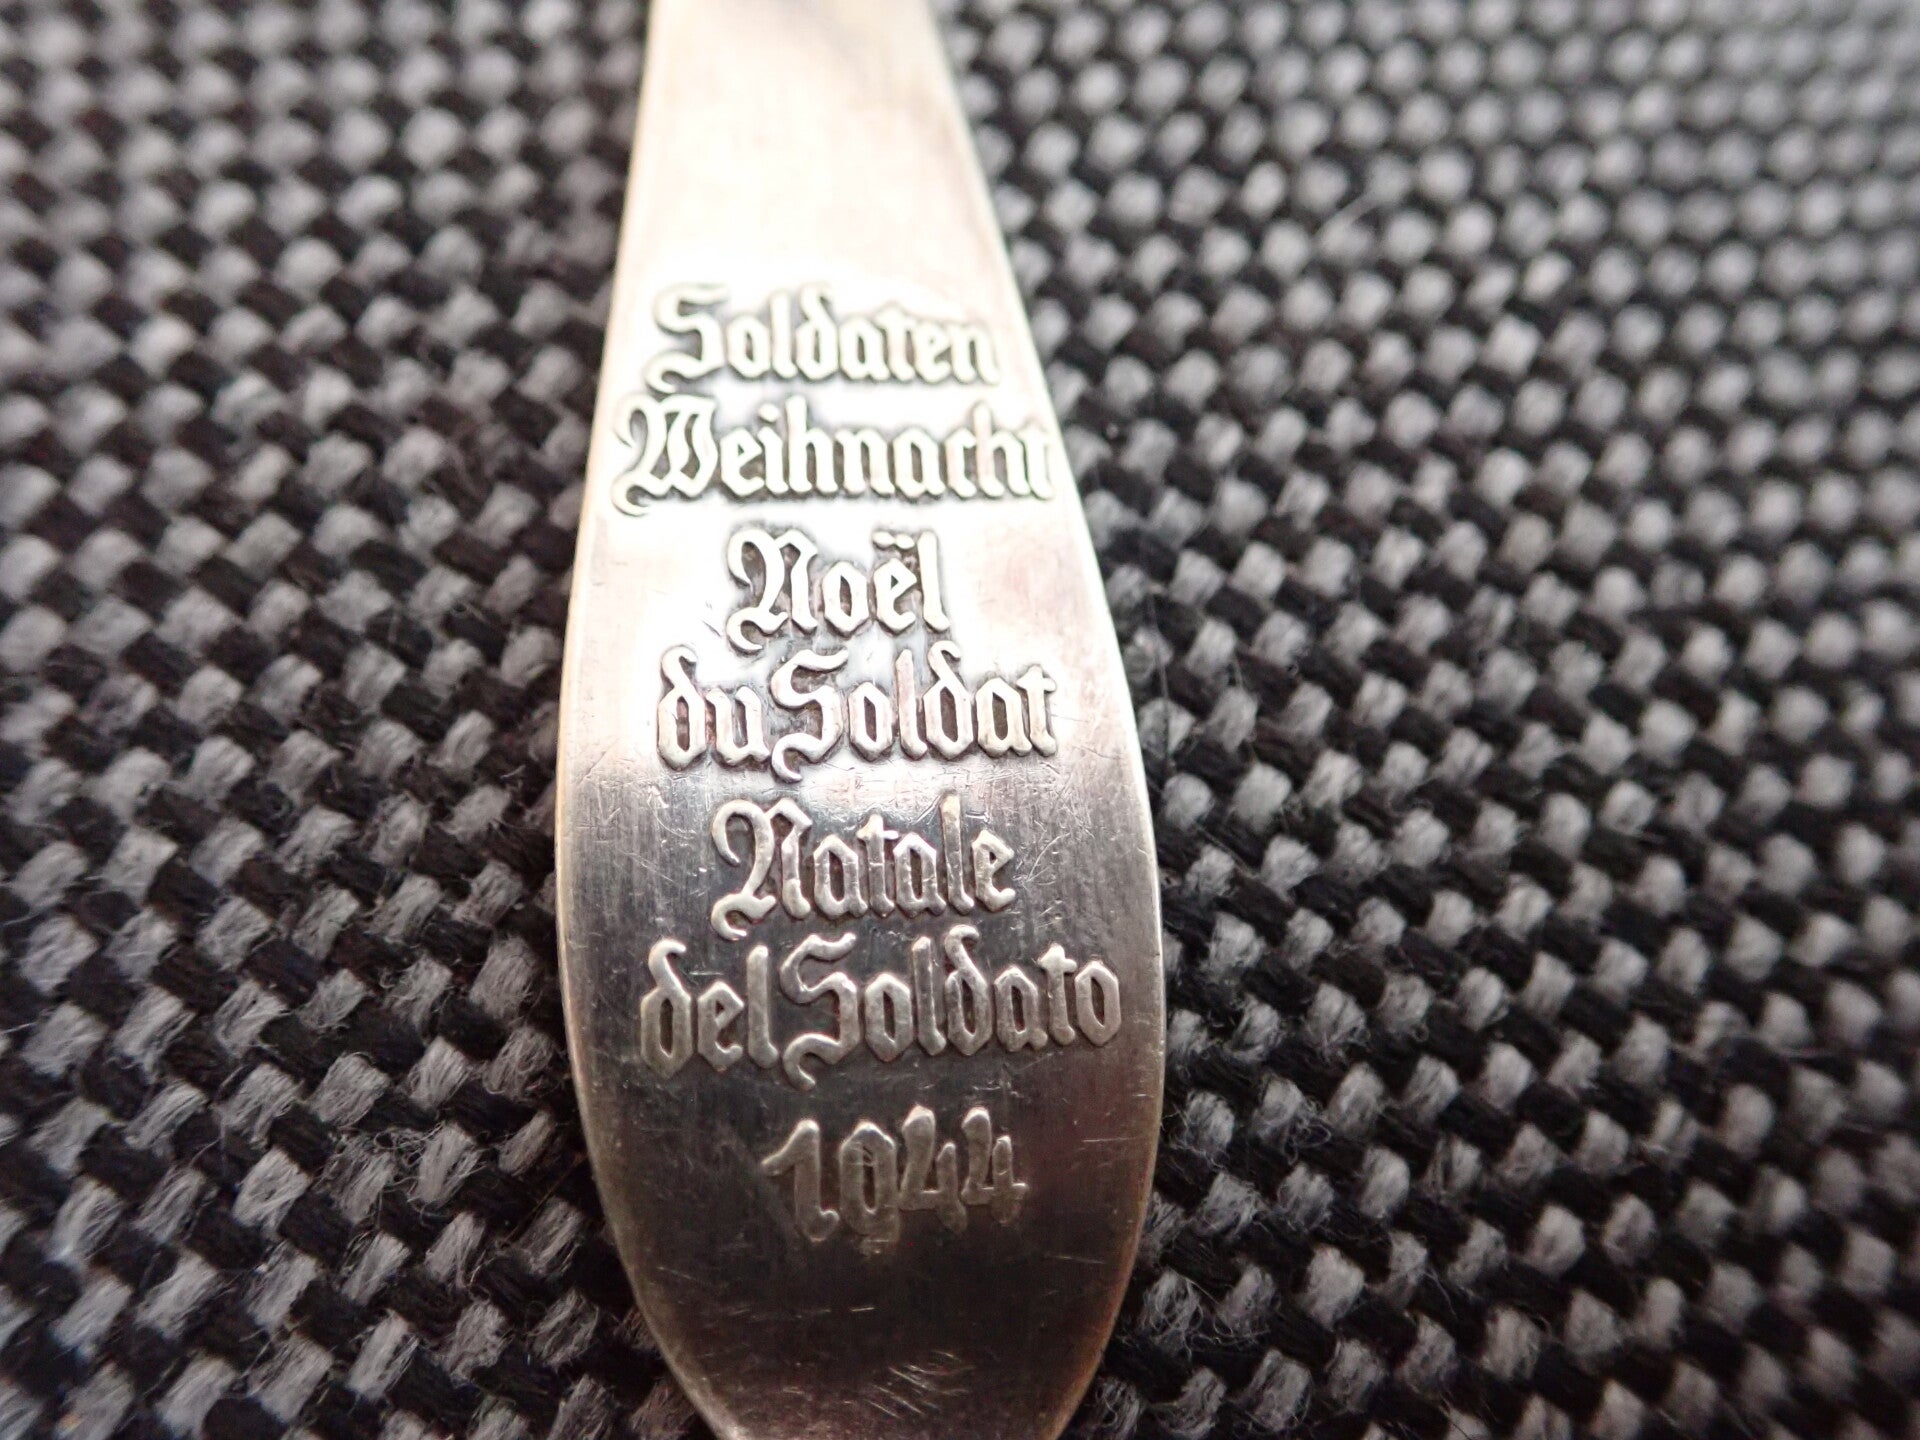 Soldaten
Weihnacht
Noël
du Soldat
Natale
del Soldato
1944